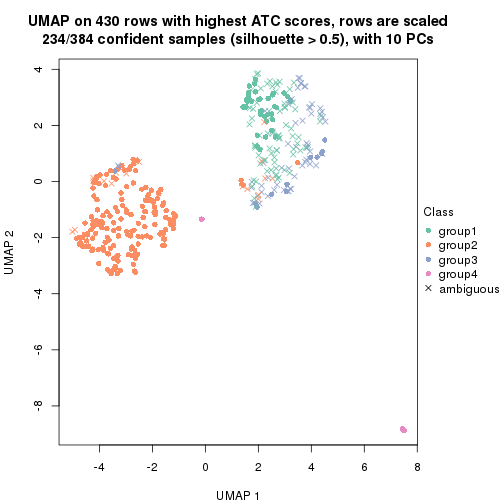 UMAP on 430 rows with highest ATC scores, rows are scaled
234/384 confident samples (silhouette > 0.5), with 10 PCs
4
2
0
-2
-4
-6
-8
UMAP 2
-4
-2
0
2
4
6
8
UMAP 1
Class
group1
group2
group3
group4
ambiguous